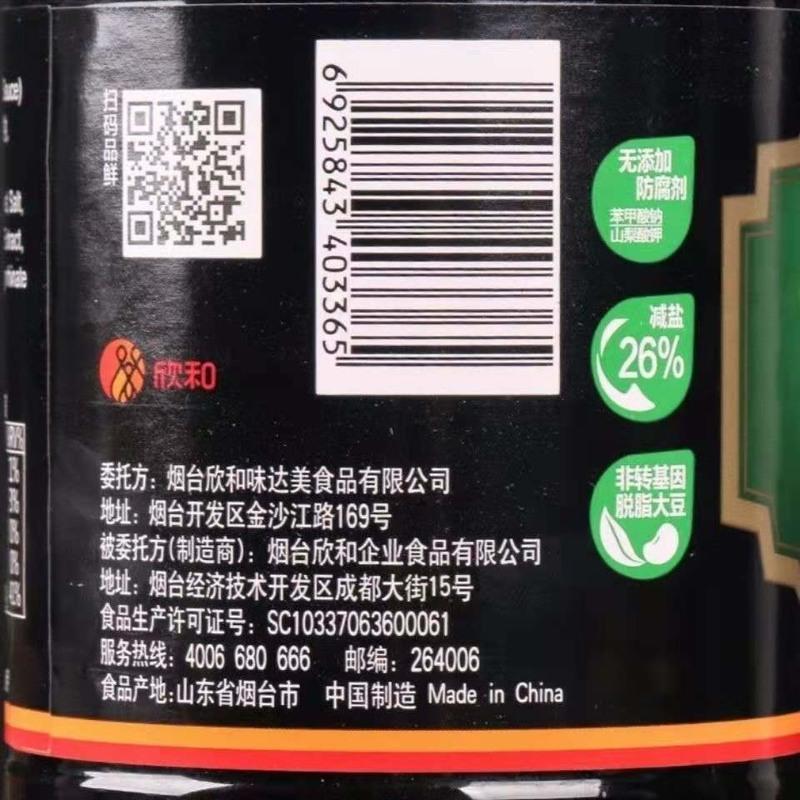 扫码品鲜
6 925843 403365
欣和
无添加
防腐剂
苯甲酸钠
山梨酸钾
减盐
26%
非转基因
脱脂大豆
委托方: 烟台欣和味达美食品有限公司
地址: 烟台开发区金沙江路169号
被委托方(制造商): 烟台欣和企业食品有限公司
地址: 烟台经济技术开发区成都大街15号
食品生产许可证号: SC10337063600061
服务热线: 4006 680 666 邮编: 264006
食品产地:山东省烟台市 中国制造 Made in China